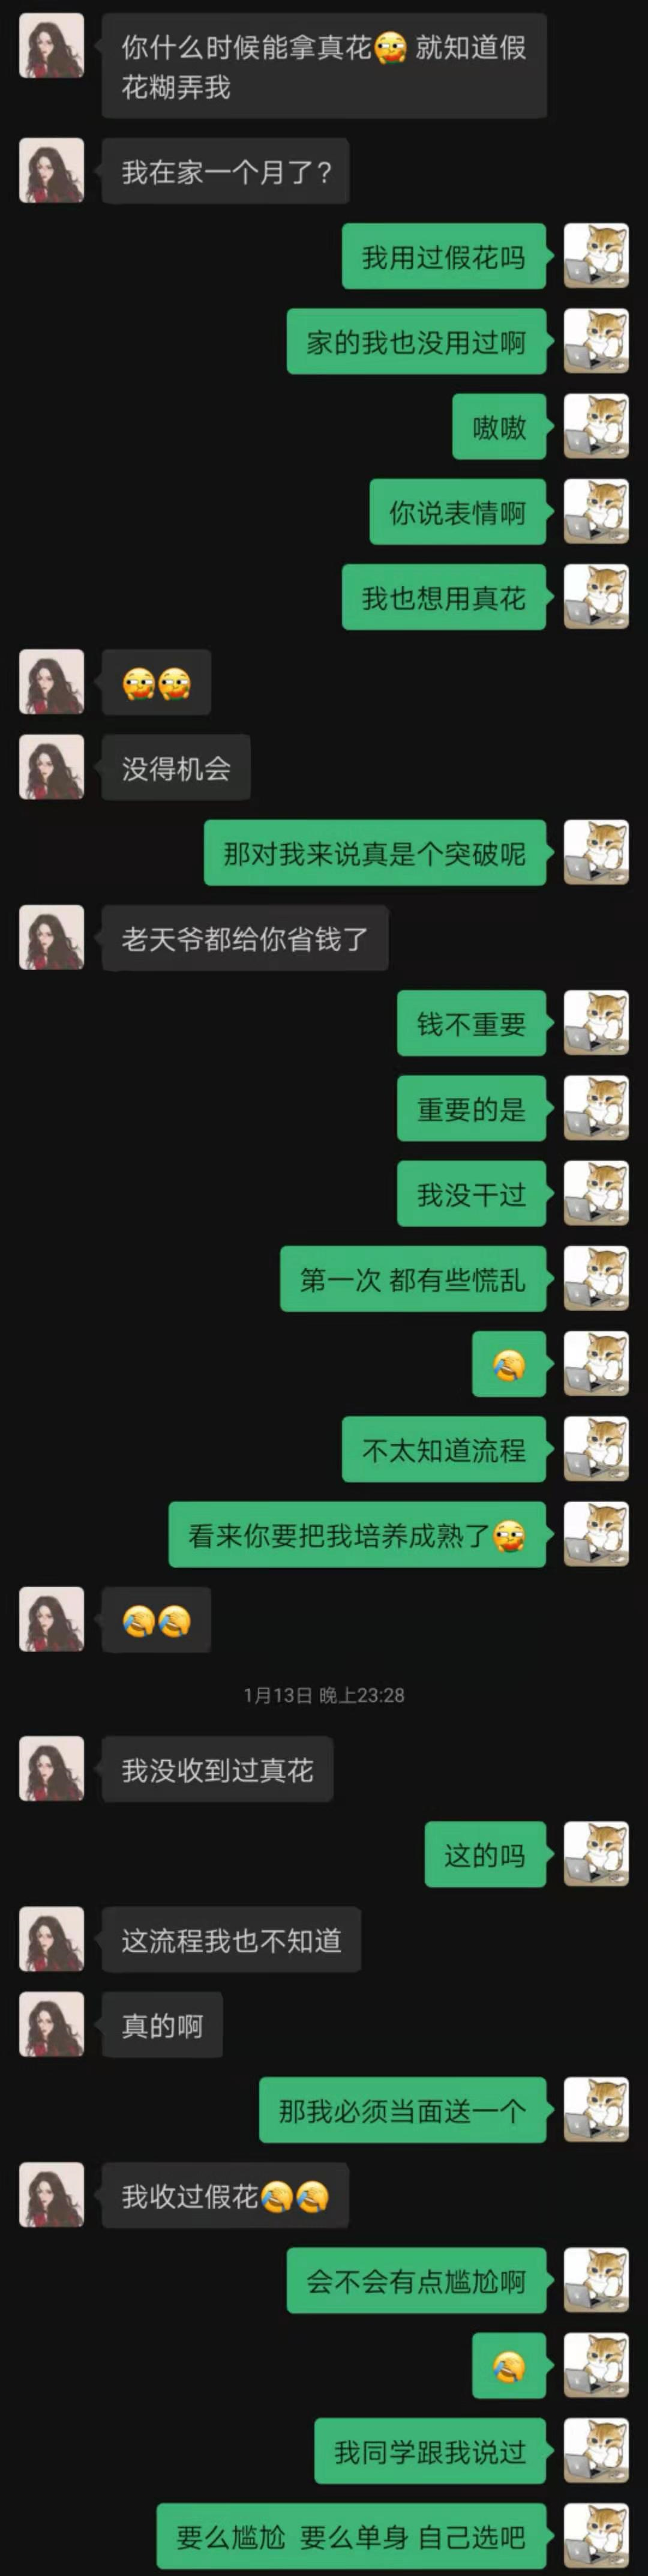 你什么时候能拿真花 就知道假
花糊弄我
我在家一个月了?
我用过假花吗
家的我也没用过啊
嗷嗷
你说表情啊
我也想用真花
没得机会
那对我来说真是个突破呢
老天爷都给你省钱了
钱不重要
重要的是
我没干过
第一次 都有些慌乱
不太知道流程
看来你要把我培养成熟了
1月13日 晚上23:28
我没收到过真花
这的吗
这流程我也不知道
真的啊
那我必须当面送一个
我收过假花
会不会有点尴尬啊
我同学跟我说过
要么尴尬 要么单身 自己选吧